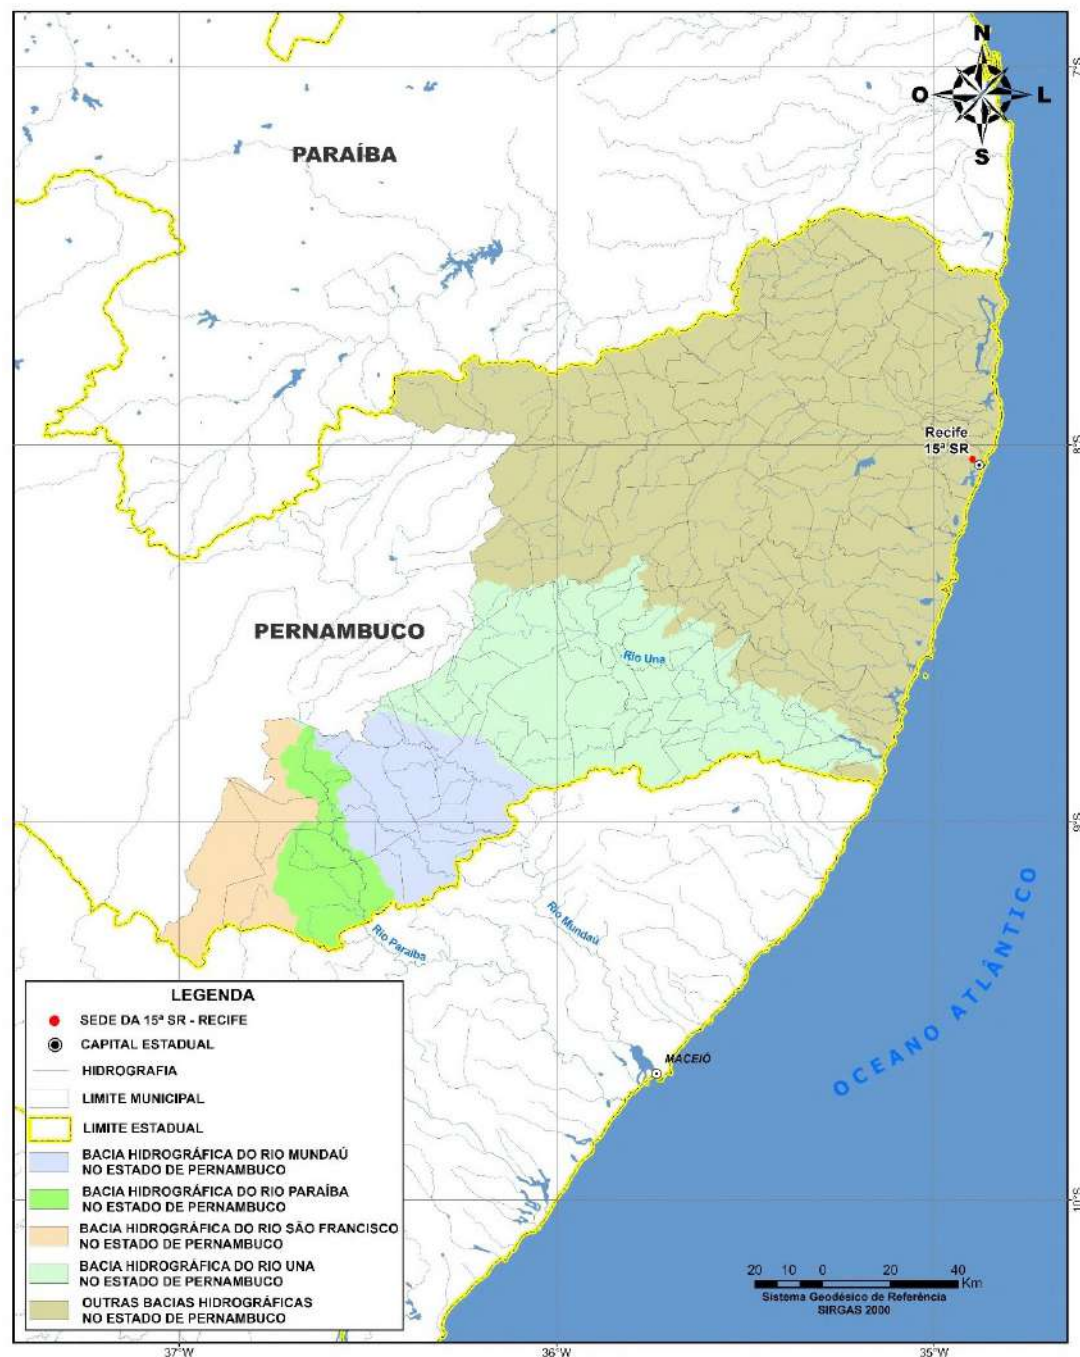 N
O
L
S
7°S
PARAÍBA
Recife
15ª SR
8°S
PERNAMBUCO
Rio Una
9°S
Rio Mundaú
Rio Paraíba
OCEANO ATLÂNTICO
MACEIÓ
LEGENDA
SEDE DA 15ª SR - RECIFE
CAPITAL ESTADUAL
HIDROGRAFIA
LIMITE MUNICIPAL
LIMITE ESTADUAL
BACIA HIDROGRÁFICA DO RIO MUNDAÚ
NO ESTADO DE PERNAMBUCO
BACIA HIDROGRÁFICA DO RIO PARAÍBA
NO ESTADO DE PERNAMBUCO
BACIA HIDROGRÁFICA DO RIO SÃO FRANCISCO
NO ESTADO DE PERNAMBUCO
BACIA HIDROGRÁFICA DO RIO UNA
NO ESTADO DE PERNAMBUCO
OUTRAS BACIAS HIDROGRÁFICAS
NO ESTADO DE PERNAMBUCO
10°S
20 10 0 20 40
Km
Sistema Geodésico de Referência
SIRGAS 2000
37°W 36°W 35°W